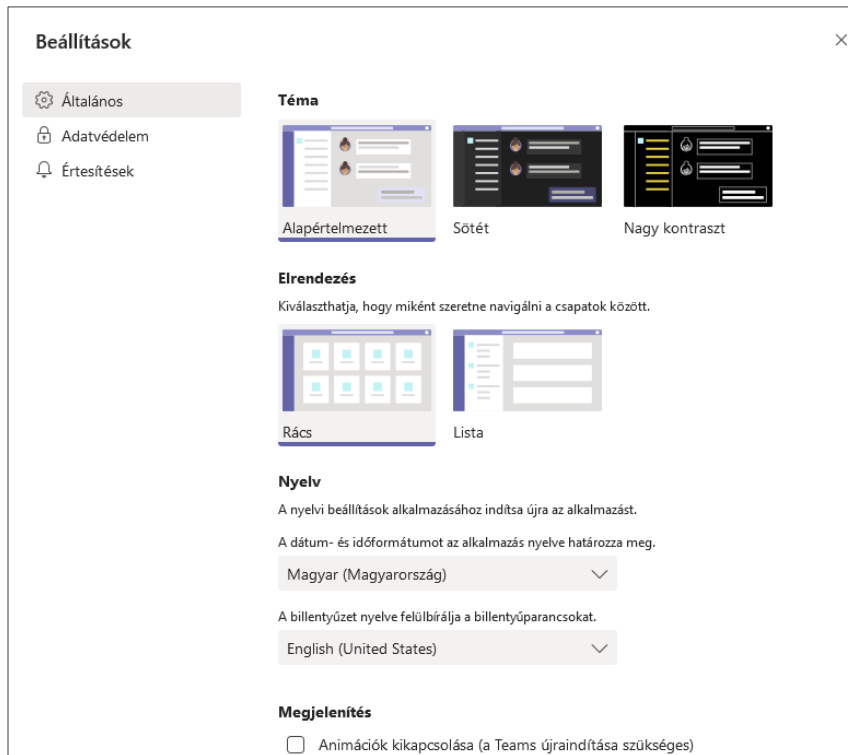 Beállítások
Általános
Adatvédelem
Értesítések
Téma
Alapértelmezett
Sötét
Nagy kontraszt
Elrendezés
Kiválaszthatja, hogy miként szeretne navigálni a csapatok között.
Rács
Lista
Nyelv
A nyelvi beállítások alkalmazásához indítsa újra az alkalmazást.
A dátum- és időformátumot az alkalmazás nyelve határozza meg.
Magyar (Magyarország)
A billentyűzet nyelve felülbírálja a billentyűparancsokat.
English (United States)
Megjelenítés
Animációk kikapcsolása (a Teams újraindítása szükséges)